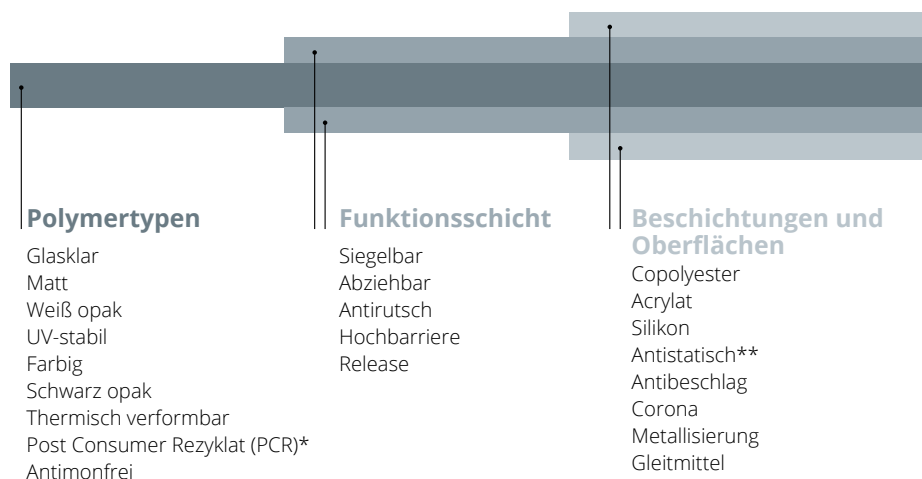 Polymertypen
Glasklar
Matt
Weiß opak
UV-stabil
Farbig
Schwarz opak
Thermisch verformbar
Post Consumer Rezyklat (PCR)*
Antimonfrei
Funktionsschicht
Siegelbar
Abziehbar
Antirutsch
Hochbarriere
Release
Beschichtungen und
Oberflächen
Copolyester
Acrylat
Silikon
Antistatisch**
Antibeschlag
Corona
Metallisierung
Gleitmittel